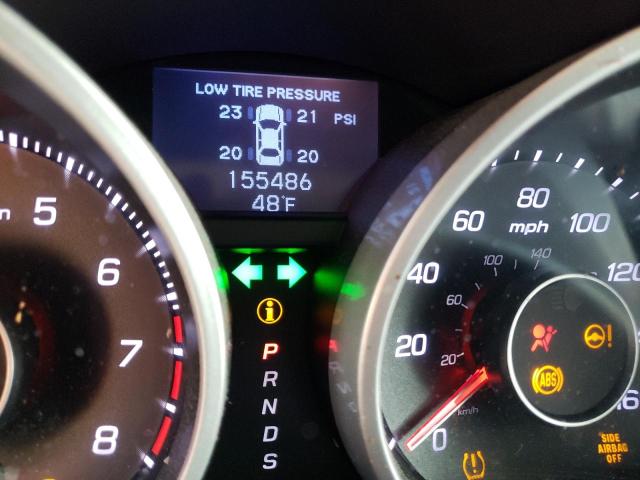 LOW TIRE PRESSURE
23 21 PSI
20 20
155486
48°F
5
6
7
8
i
P
R
N
D
S
0
20
40
60
80
100
120
mph
20
60
100
140
km/h
!
ABS
!
SIDE
AIRBAG
OFF